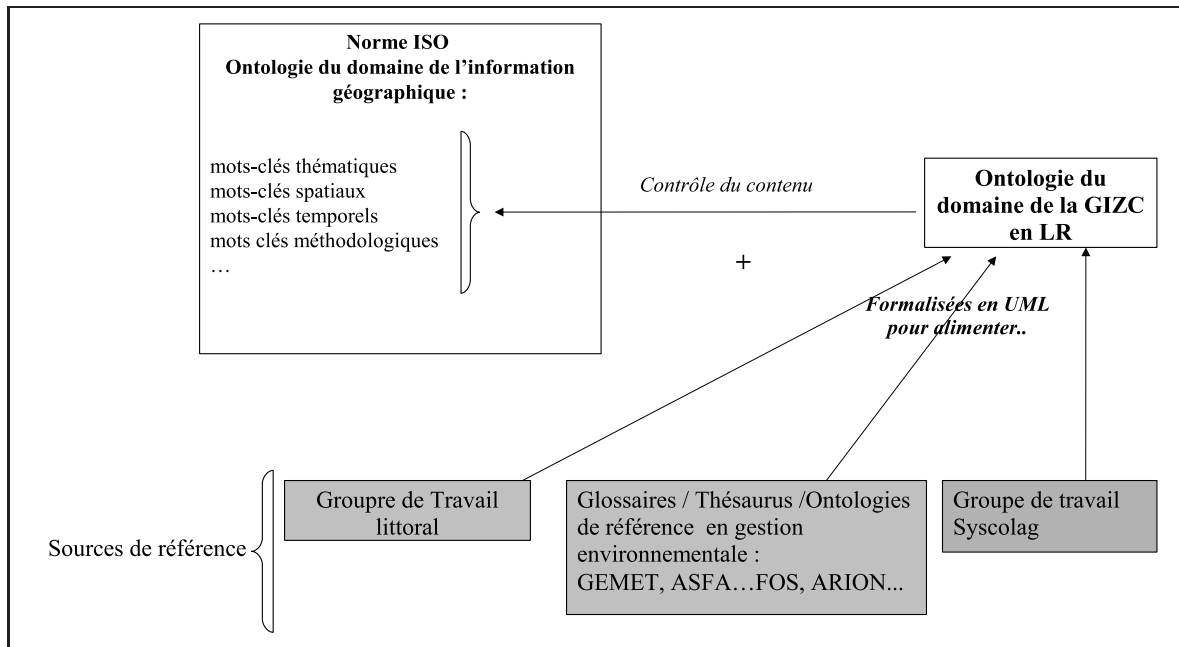 Norme ISO
Ontologie du domaine de l'information
géographique :
mots-clés thématiques
mots-clés spatiaux
mots-clés temporels
mots clés méthodologiques
…
Contrôle du contenu
+
Ontologie du
domaine de la GIZC
en LR
Formalisées en UML
pour alimenter..
Sources de référence
Groupre de Travail
littoral
Glossaires / Thésaurus /Ontologies
de référence en gestion
environnementale :
GEMET, ASFA…FOS, ARION...
Groupe de travail
Syscolag